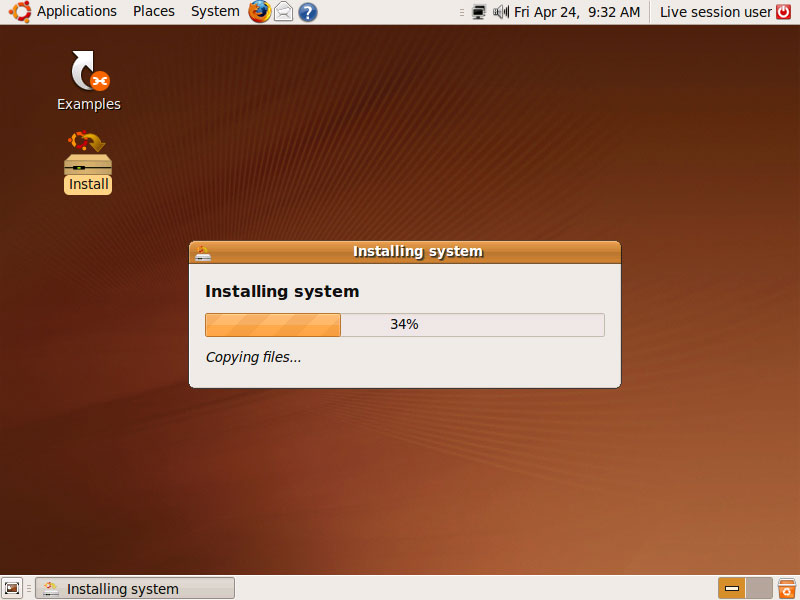 Applications Places System Fri Apr 24, 9:32 AM Live session user
Examples
Install
Installing system
Installing system
34%
Copying files...
Installing system